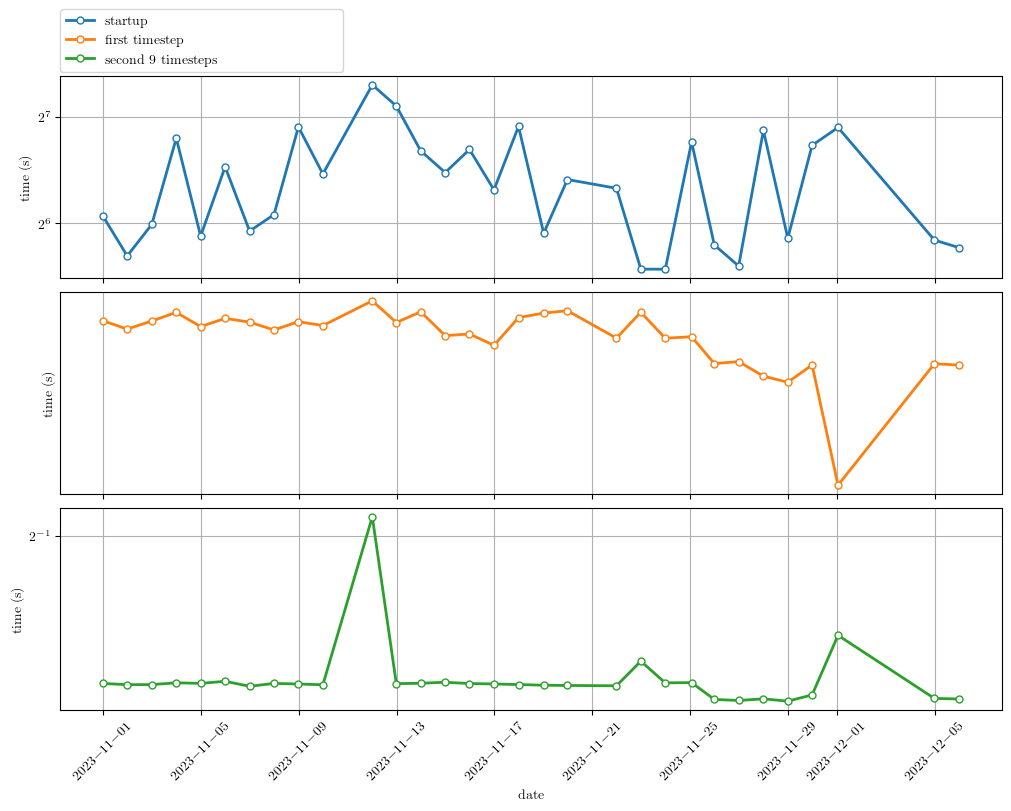 startup
first timestep
second 9 timesteps
2^7
2^6
time (s)
time (s)
2^−1
time (s)
2023−11−01
2023−11−05
2023−11−09
2023−11−13
2023−11−17
2023−11−21
2023−11−25
2023−11−29
2023−12−01
2023−12−05
date